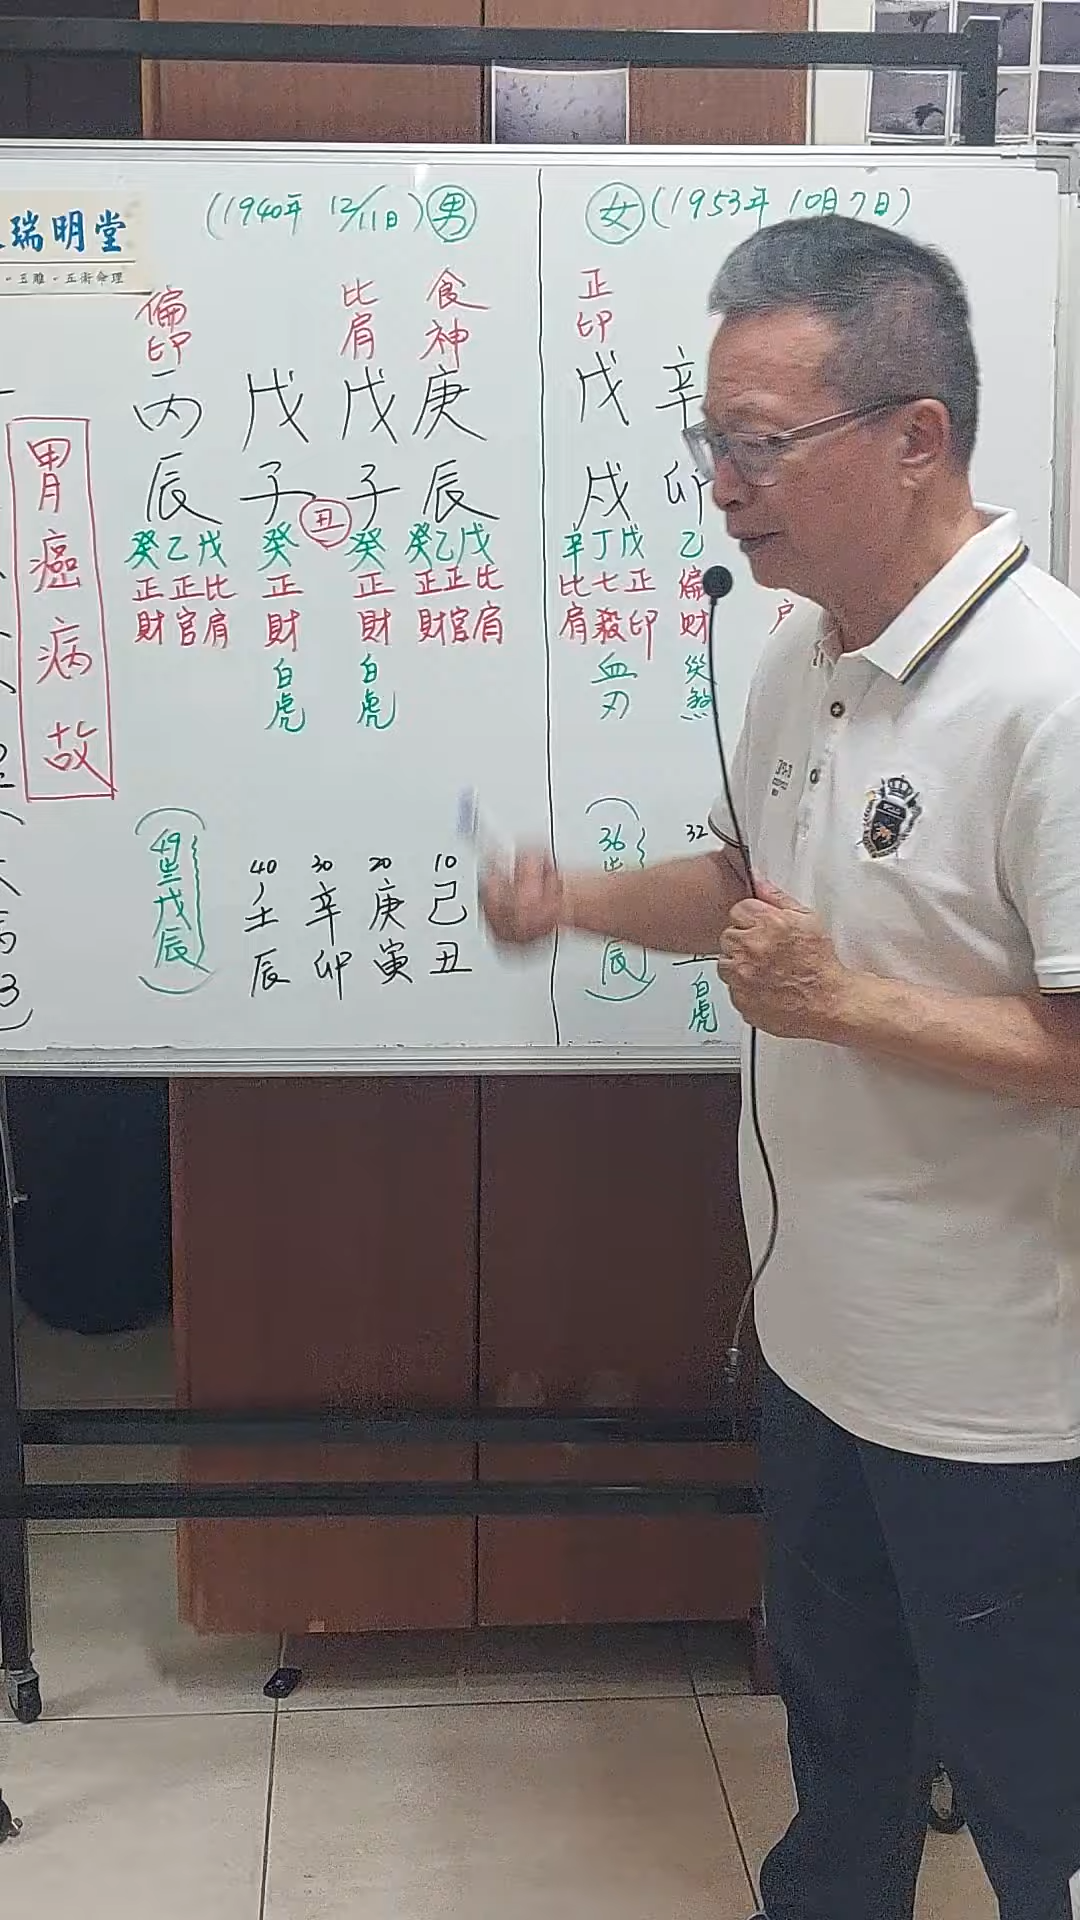 瑞明堂
五術命理
(1940年 12/11日) 男
偏印 比肩 食神
丙 戊 戊 庚
辰 子 丑 子 辰
癸乙戊 癸 癸 癸乙戊
正正比 正 正 正正比
財官肩 財 財 財官肩
白虎 白虎
胃癌病故
49 戊辰
40 30 20 10
壬 辛 庚 己
辰 卯 寅 丑
女 (1953年 10月7日)
正印
戊 辛
戌 卯
辛丁戊 乙
比七正 偏
肩殺印 財
血刃 災煞
36 辰
32
白虎